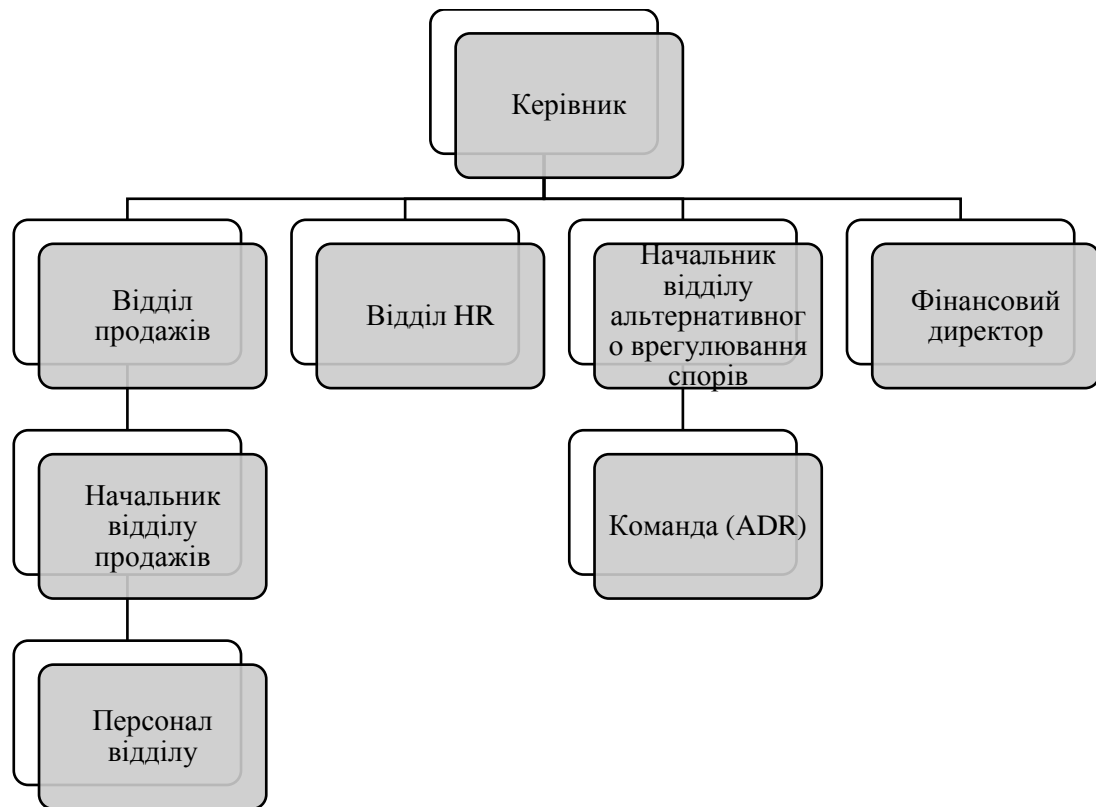 Керівник
Відділ
продажів
Відділ HR
Начальник
відділу
альтернативног
о врегулювання
спорів
Фінансовий
директор
Начальник
відділу
продажів
Команда (ADR)
Персонал
відділу